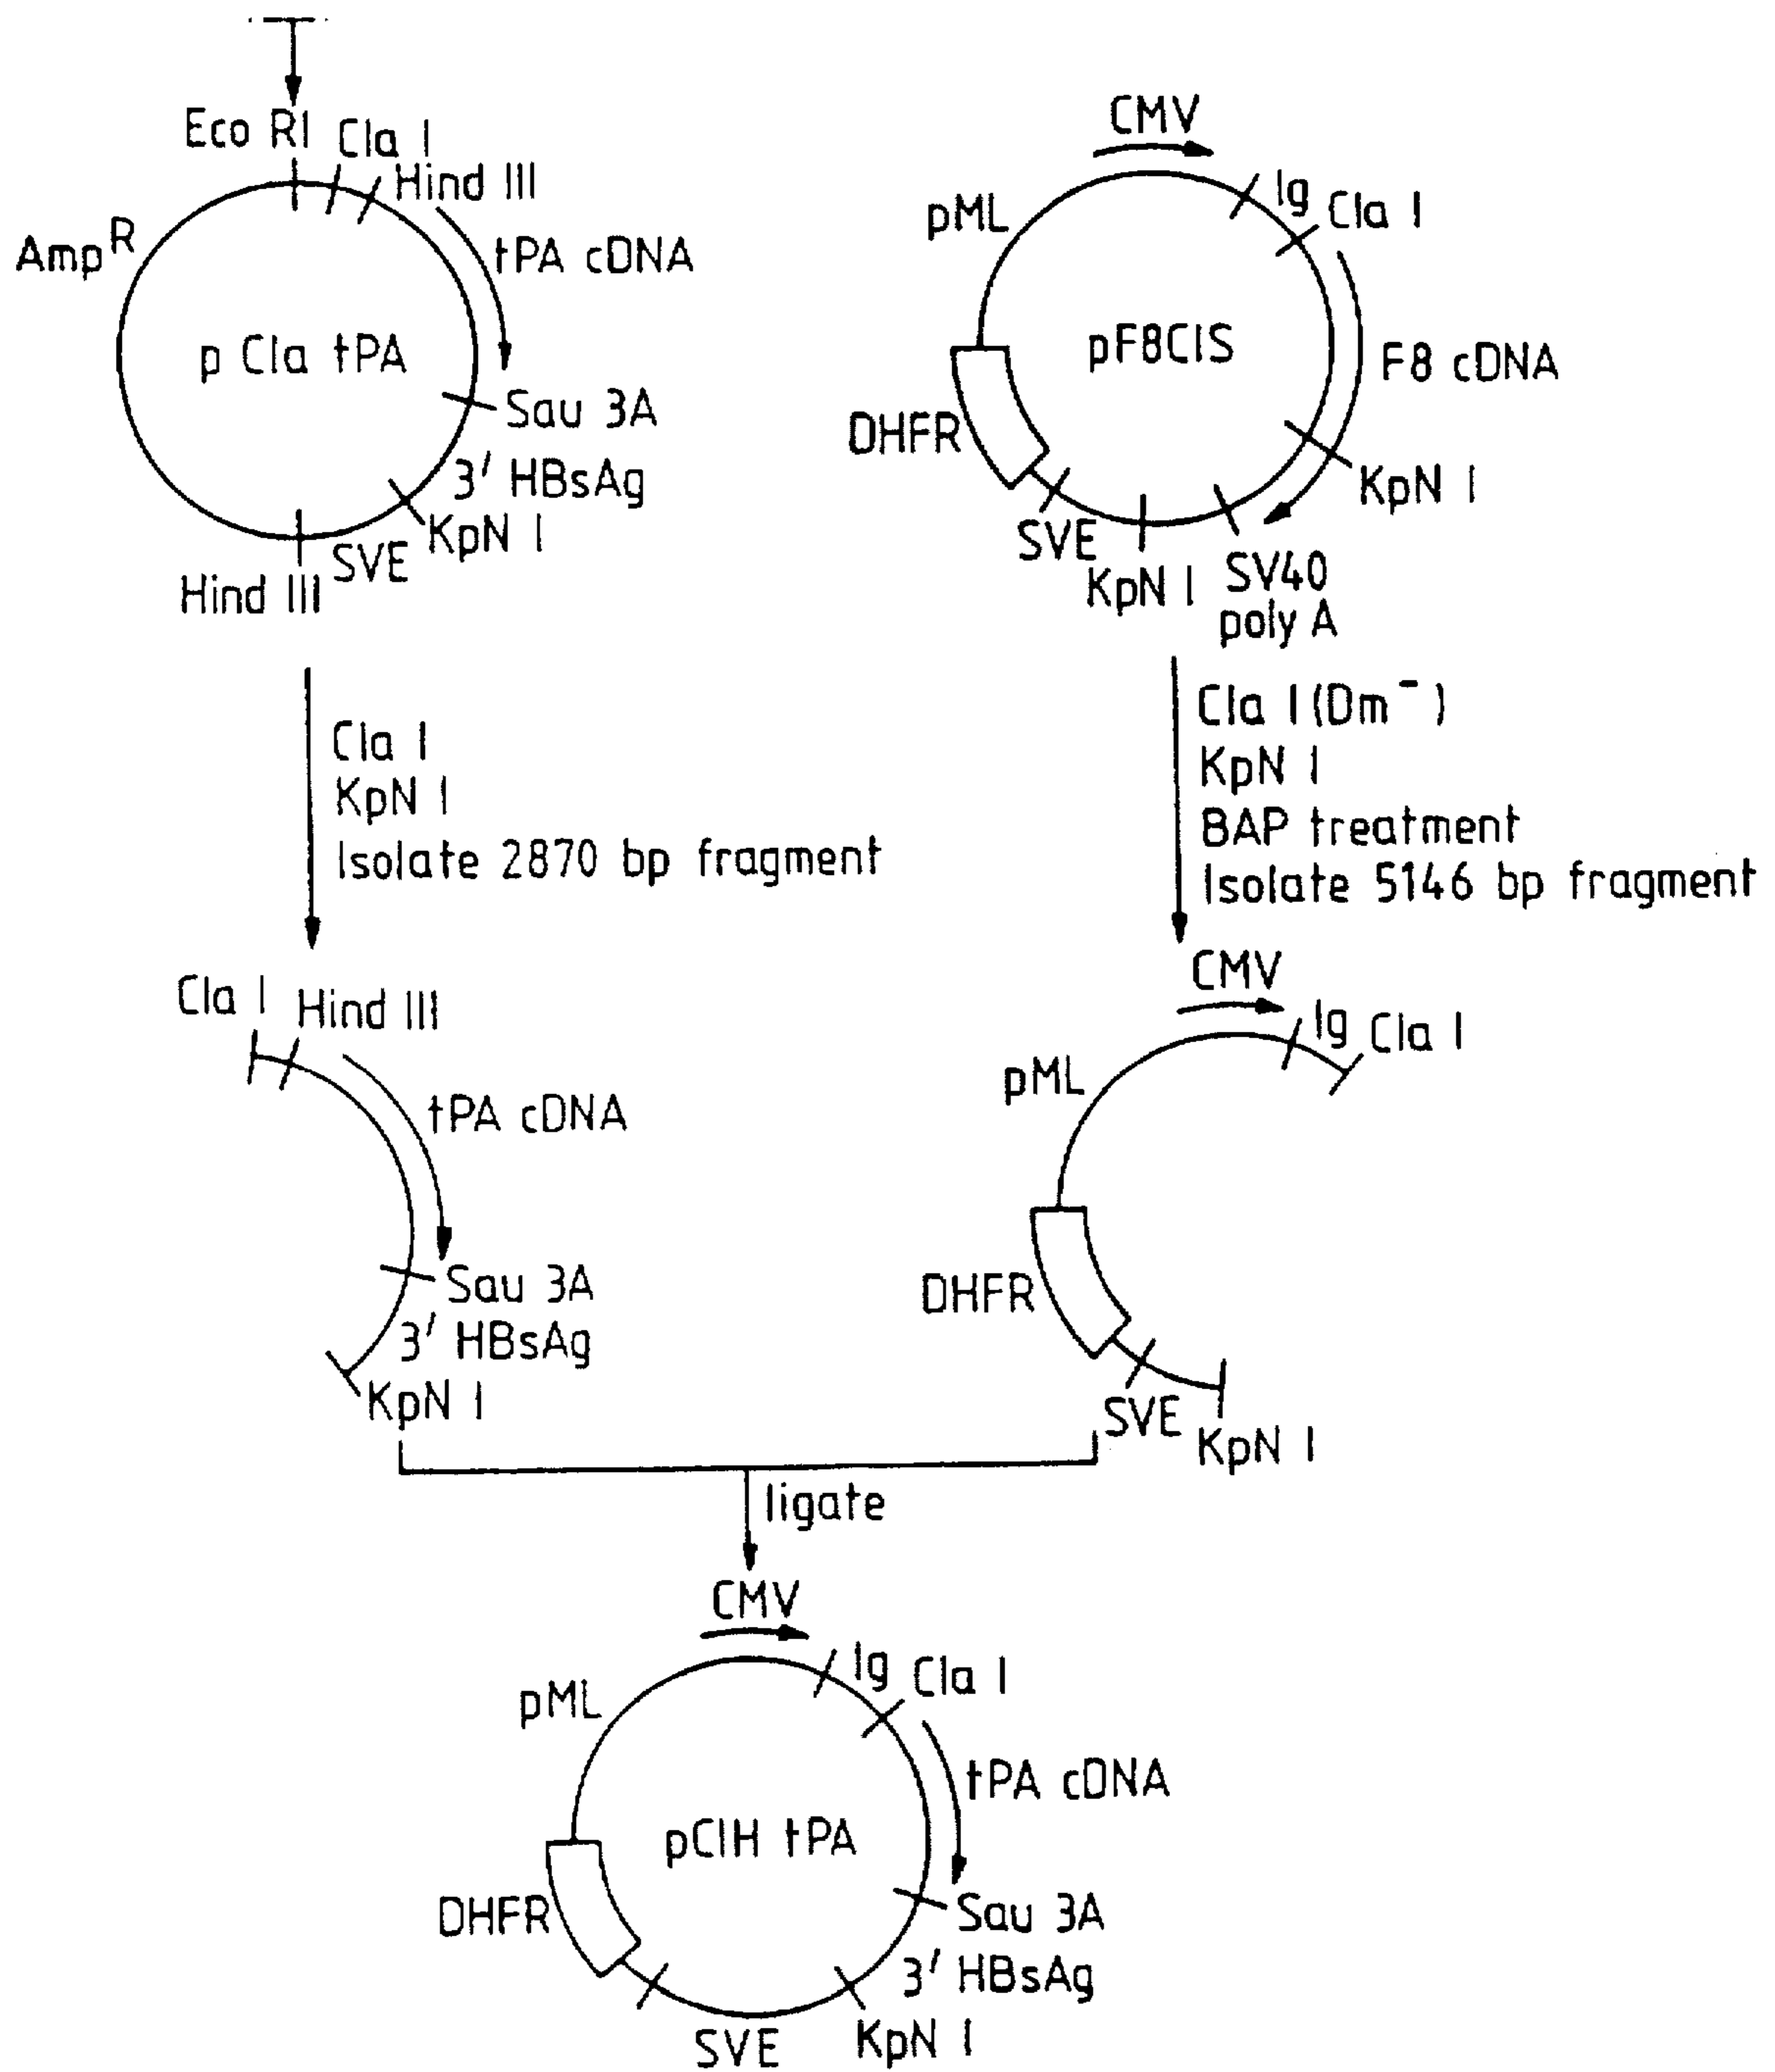 Eco RI
Cla I
Hind III
Amp R
tPA cDNA
p Cla tPA
Sau 3A
3' HBsAg
KpN I
SVE
Hind III
CMV
Ig
Cla I
pML
pF8CIS
F8 cDNA
DHFR
KpN I
SVE
KpN I
SV40
poly A
Cla I
KpN I
Isolate 2870 bp fragment
Cla I (Dm⁻)
KpN I
BAP treatment
Isolate 5146 bp fragment
Cla I
Hind III
tPA cDNA
Sau 3A
3' HBsAg
KpN I
CMV
Ig
Cla I
pML
DHFR
SVE
KpN I
ligate
CMV
Ig
Cla I
pML
tPA cDNA
pCIH tPA
DHFR
Sau 3A
3' HBsAg
KpN I
SVE